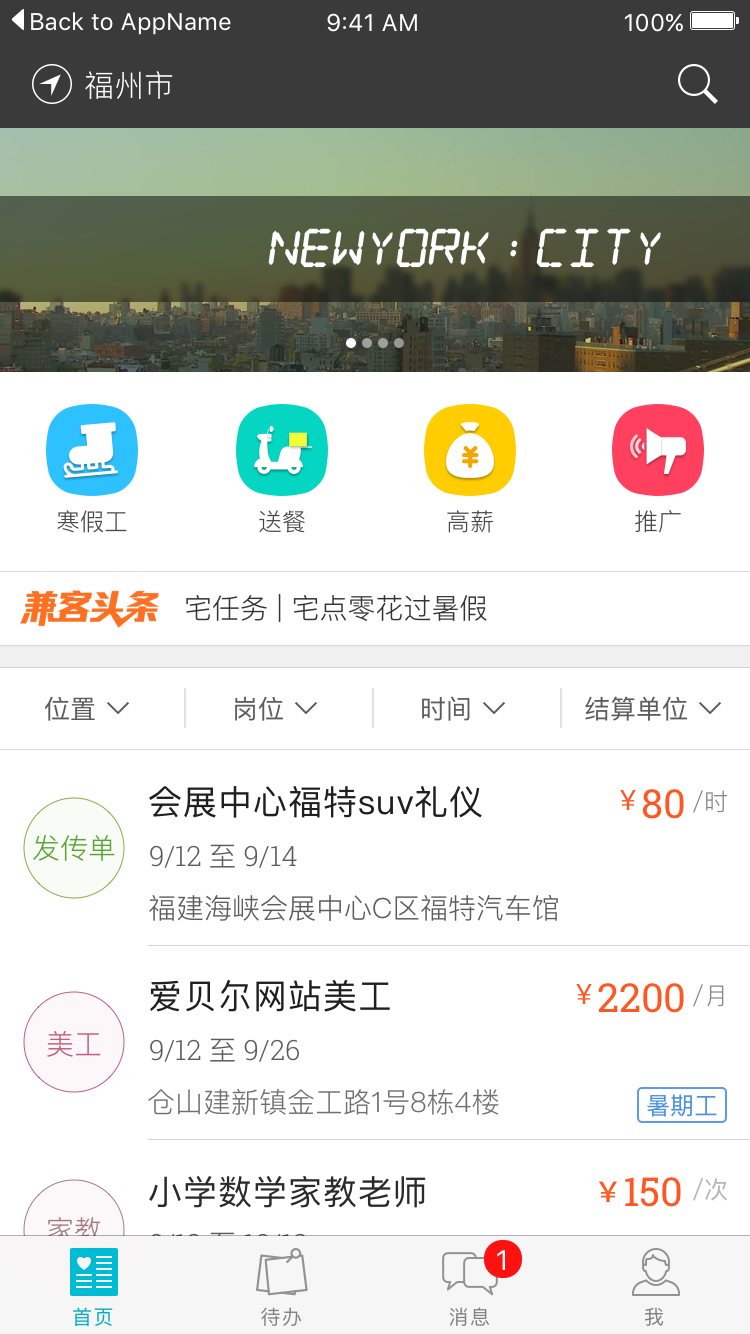 Back to AppName 9:41 AM 100%
福州市
NEWYORK : CITY
寒假工 送餐 高薪 推广
兼客头条 宅任务 | 宅点零花过暑假
位置 岗位 时间 结算单位
会展中心福特suv礼仪 ¥80 /时
发传单
9/12 至 9/14
福建海峡会展中心C区福特汽车馆
爱贝尔网站美工 ¥2200 /月
美工
9/12 至 9/26
仓山建新镇金工路1号8栋4楼 暑期工
小学数学家教老师 ¥150 /次
家教
1
首页 待办 消息 我